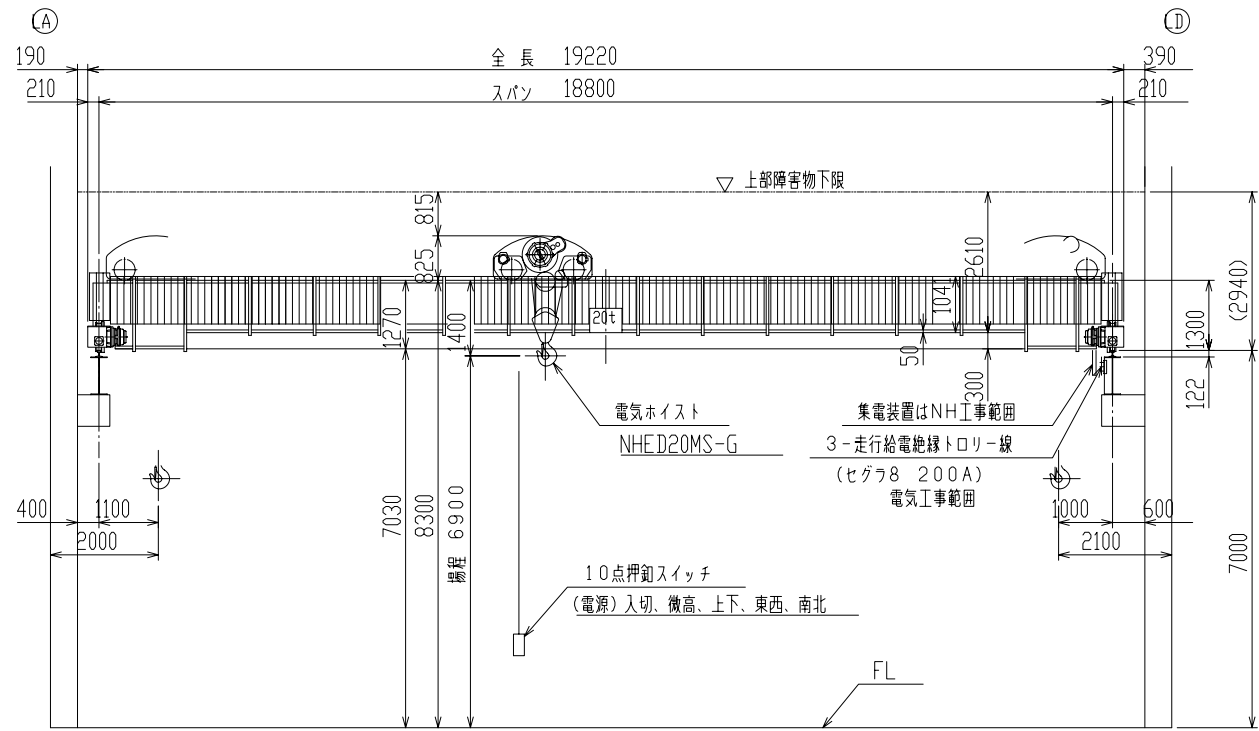 LA
LD
190
全長 19220
390
210
スパン 18800
210
上部障害物下限
815
825
2610
(2940)
1270
1400
20t
1041
50
300
1300
122
電気ホイスト
NHED20MS-G
集電装置はNH工事範囲
3-走行給電絶縁トロリー線
(セグラ8 200A)
電気工事範囲
400
1100
2000
7030
8300
揚程 6900
1000
600
2100
7000
10点押釦スイッチ
(電源)入切、微高、上下、東西、南北
FL